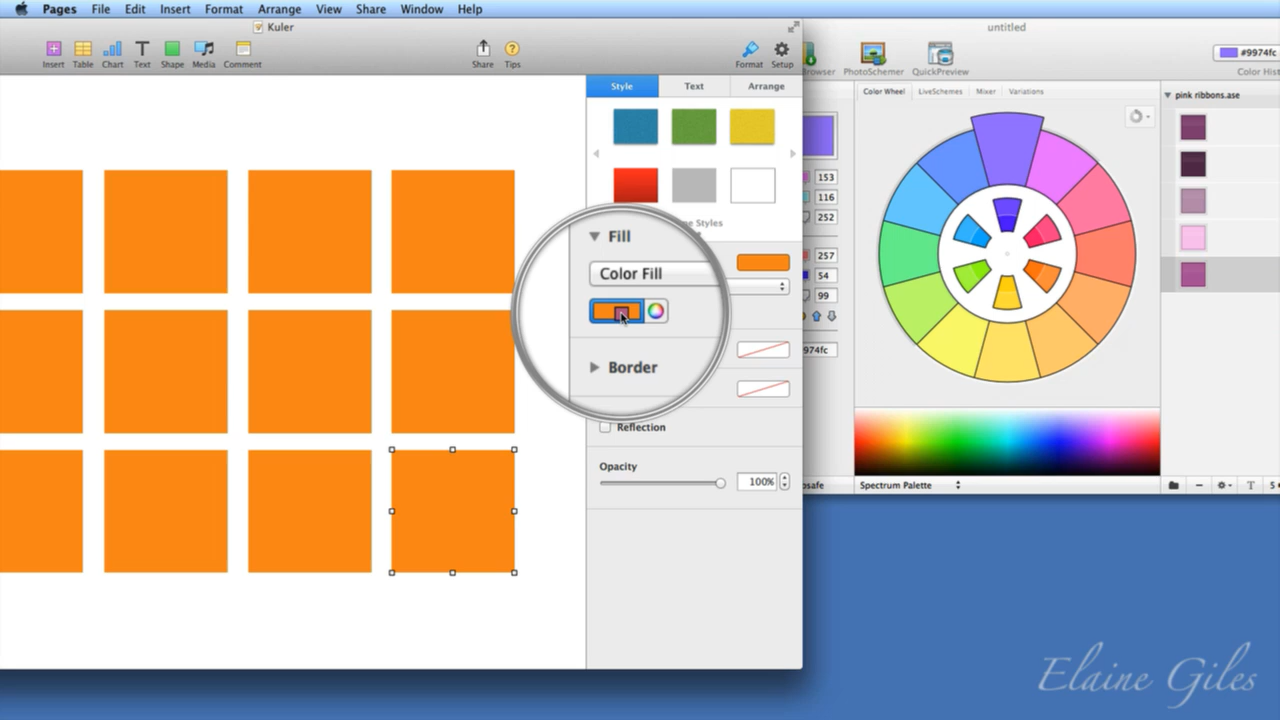 Pages File Edit Insert Format Arrange View Share Window Help
Kuler
untitled
Insert Table Chart Text Shape Media Comment
Share Tips
Format Setup
PhotoSchemer QuickPreview
#9974fc
Style Text Arrange
Color Wheel LiveSchemes Mixer Variations
pink ribbons.ase
153
116
252
Styles
Fill
Color Fill
257
54
99
974fc
Border
Reflection
Opacity
100%
Spectrum Palette
T
Elaine Giles